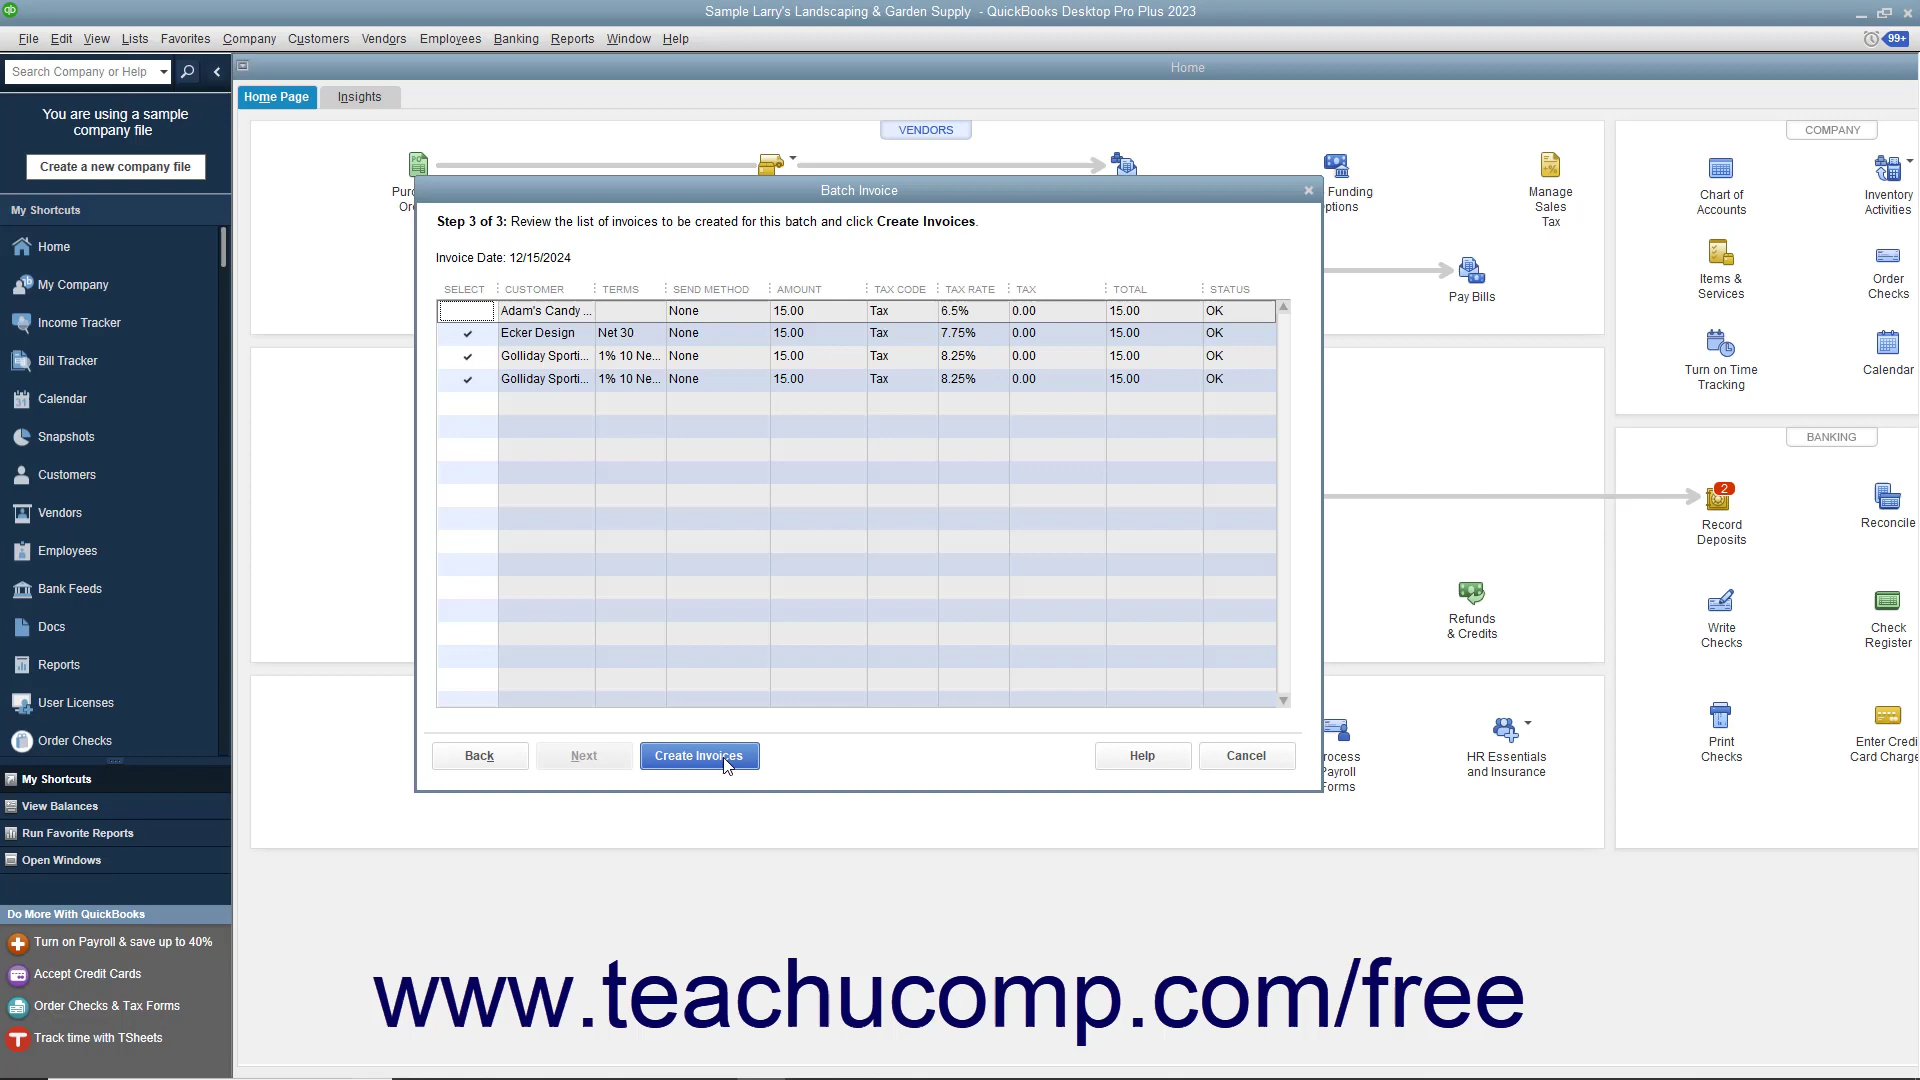 Sample Larry's Landscaping & Garden Supply - QuickBooks Desktop Pro Plus 2023
File Edit View Lists Favorites Company Customers Vendors Employees Banking Reports Window Help
99+
Search Company or Help
Home
Home Page Insights
You are using a sample
company file
Create a new company file
My Shortcuts
Home
My Company
Income Tracker
Bill Tracker
Calendar
Snapshots
Customers
Vendors
Employees
Bank Feeds
Docs
Reports
User Licenses
Order Checks
My Shortcuts
View Balances
Run Favorite Reports
Open Windows
Do More With QuickBooks
Turn on Payroll & save up to 40%
Accept Credit Cards
Order Checks & Tax Forms
Track time with TSheets
VENDORS
Purc
Or
Funding
ptions
Manage
Sales
Tax
Pay Bills
Batch Invoice
Step 3 of 3: Review the list of invoices to be created for this batch and click Create Invoices.
Invoice Date: 12/15/2024
SELECT CUSTOMER TERMS SEND METHOD AMOUNT TAX CODE TAX RATE TAX TOTAL STATUS
Adam's Candy ... None 15.00 Tax 6.5% 0.00 15.00 OK
Ecker Design Net 30 None 15.00 Tax 7.75% 0.00 15.00 OK
Golliday Sporti... 1% 10 Ne... None 15.00 Tax 8.25% 0.00 15.00 OK
Golliday Sporti... 1% 10 Ne... None 15.00 Tax 8.25% 0.00 15.00 OK
Back Next Create Invoices Help Cancel
Refunds
& Credits
rocess
Payroll
Forms
HR Essentials
and Insurance
COMPANY
Chart of
Accounts
Inventory
Activities
Items &
Services
Order
Checks
Turn on Time
Tracking
Calendar
BANKING
2
Record
Deposits
Reconcile
Write
Checks
Check
Register
Print
Checks
Enter Credi
Card Charge
www.teachucomp.com/free